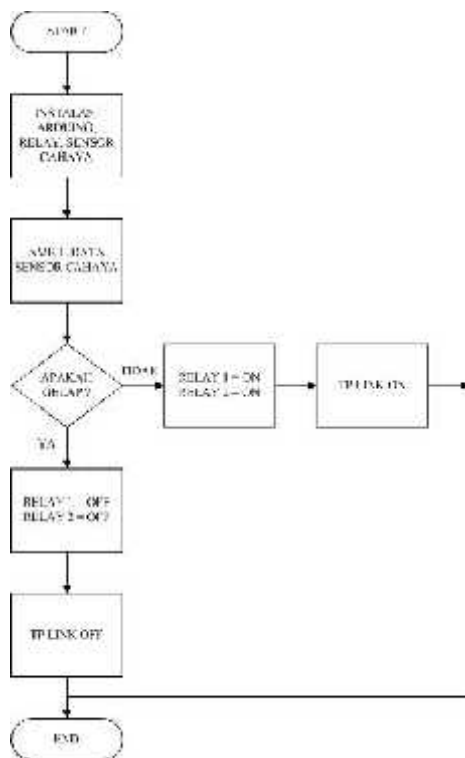 START
INSTALASI
ARDUINO,
RELAY, SENSOR
CAHAYA
AMBIL DATA
SENSOR CAHAYA
APAKAH
GELAP?
TIDAK
RELAY 1 = ON
RELAY 2 = ON
TP LINK ON
YA
RELAY 1 = OFF
RELAY 2 = OFF
TP LINK OFF
END